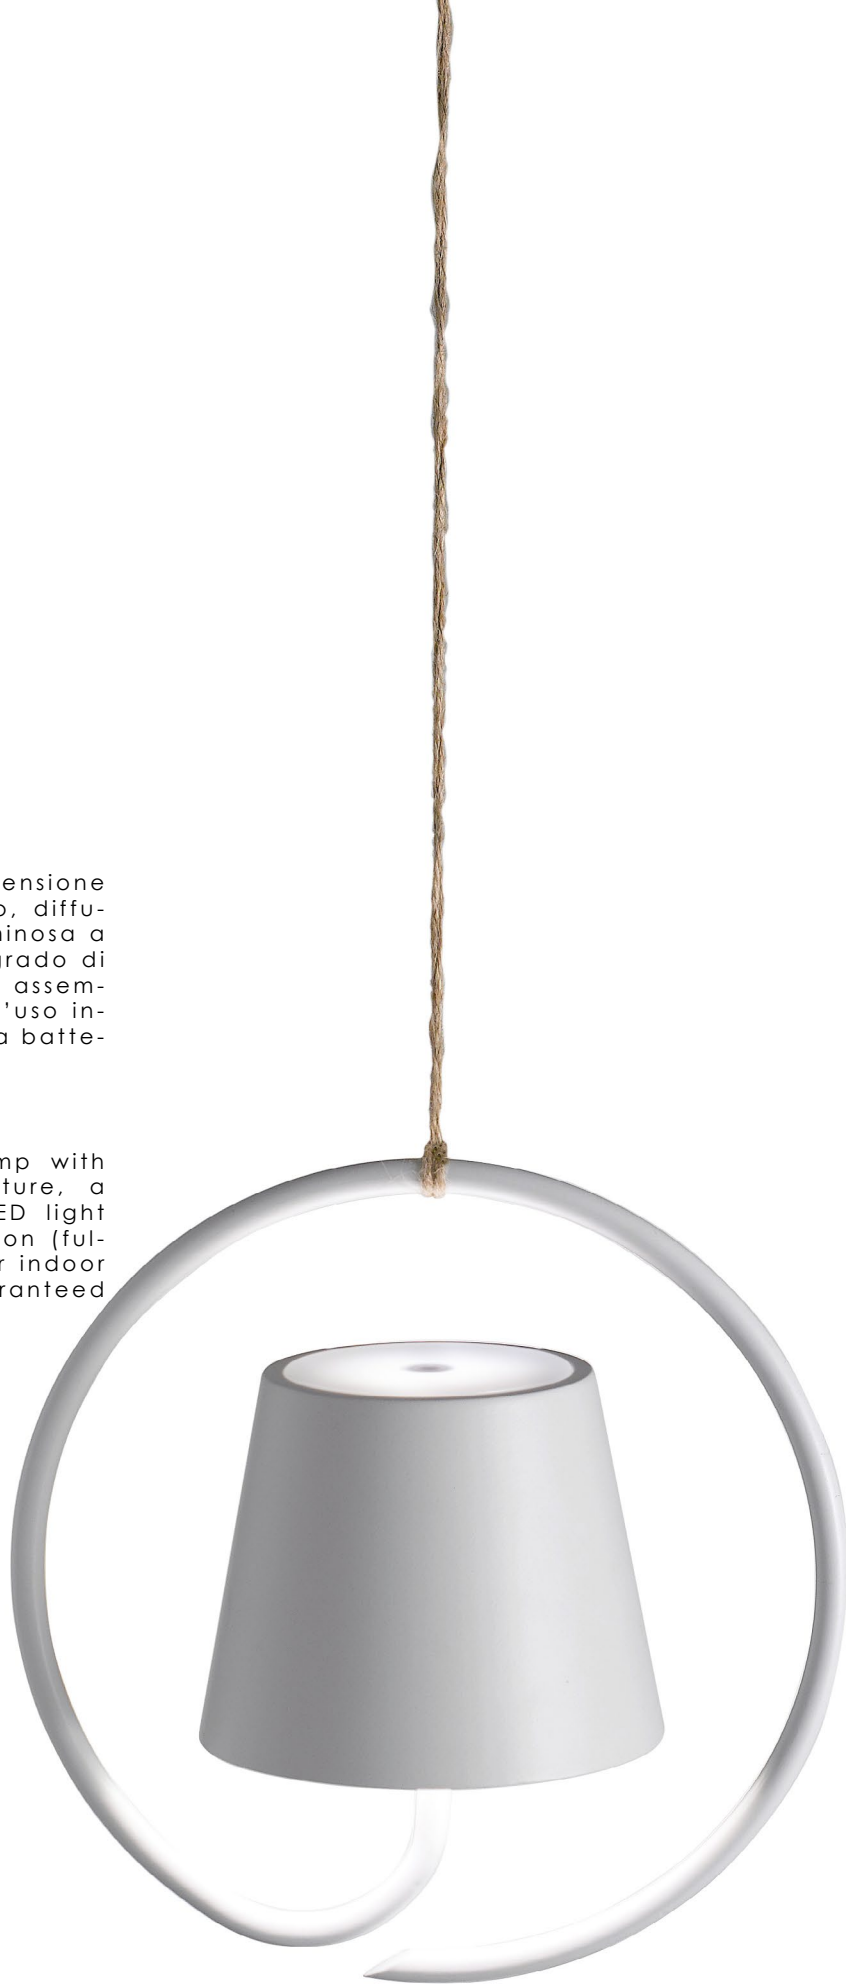 ensione
o, diffu-
minosa a
grado di
assem-
l'uso in-
a batte-
mp with
ture, a
ED light
on (ful-
r indoor
ranteed